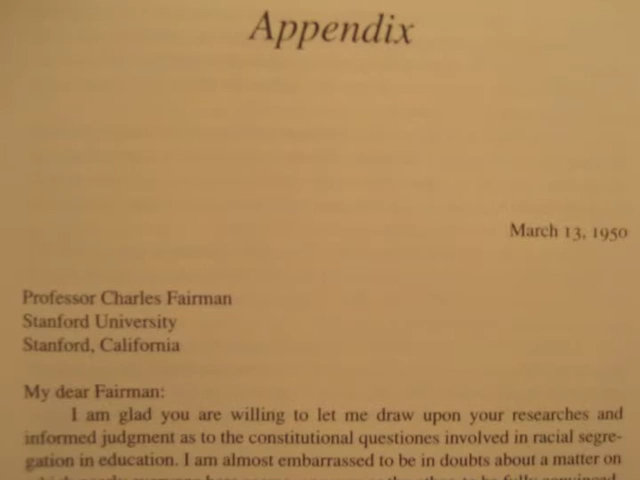 Appendix
March 13, 1950
Professor Charles Fairman
Stanford University
Stanford, California
My dear Fairman:
I am glad you are willing to let me draw upon your researches and
informed judgment as to the constitutional questiones involved in racial segre-
gation in education. I am almost embarrassed to be in doubts about a matter on